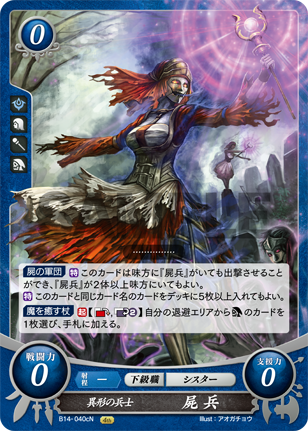 0
…………
屍の軍団 特 このカードは味方に『屍兵』がいても出撃させること
ができ、『屍兵』が2体以上味方にいてもよい。
特 このカードと同じカード名のカードをデッキに5枚以上入れてもよい。
魔を癒す杖 起 【 、 2】自分の退避エリアから のカードを
1枚選び、手札に加える。
戦闘力
0
射程
一
下級職
シスター
支援力
0
異形の兵士
屍兵
B14-040cN
Illust:アオガチョウ